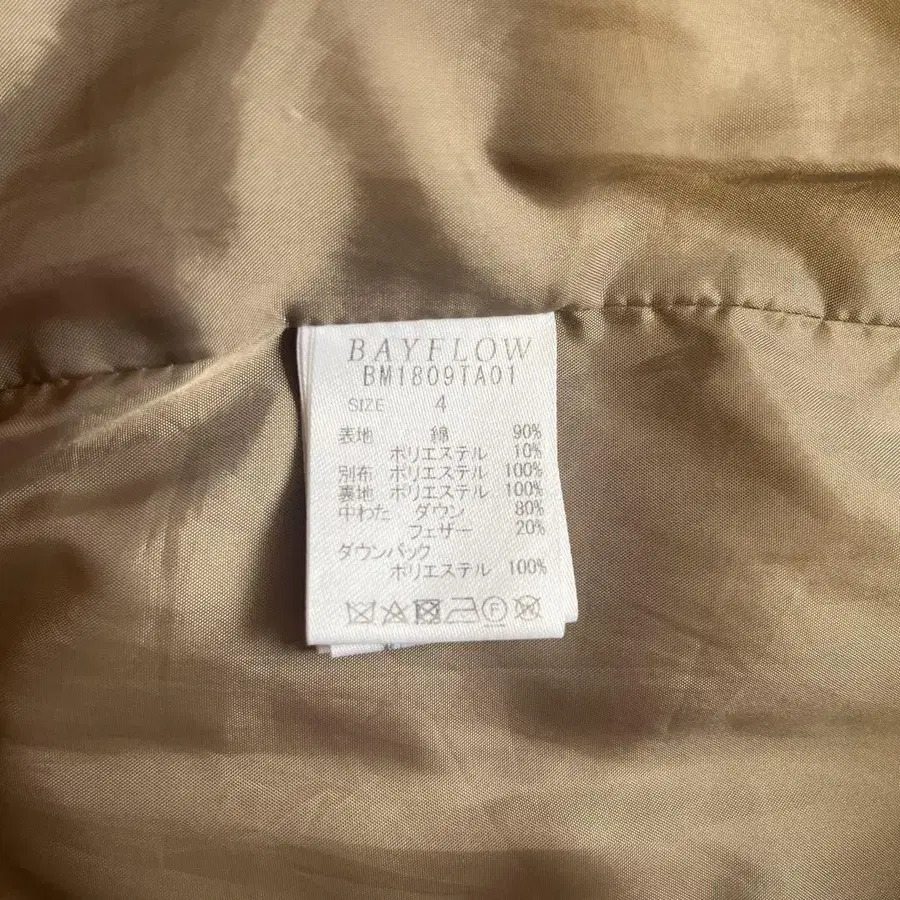 BAYFLOW
BM1809TA01
SIZE 4
表地 綿 90%
ポリエステル 10%
別布 ポリエステル 100%
裏地 ポリエステル 100%
中わた ダウン 80%
フェザー 20%
ダウンパック
ポリエステル 100%